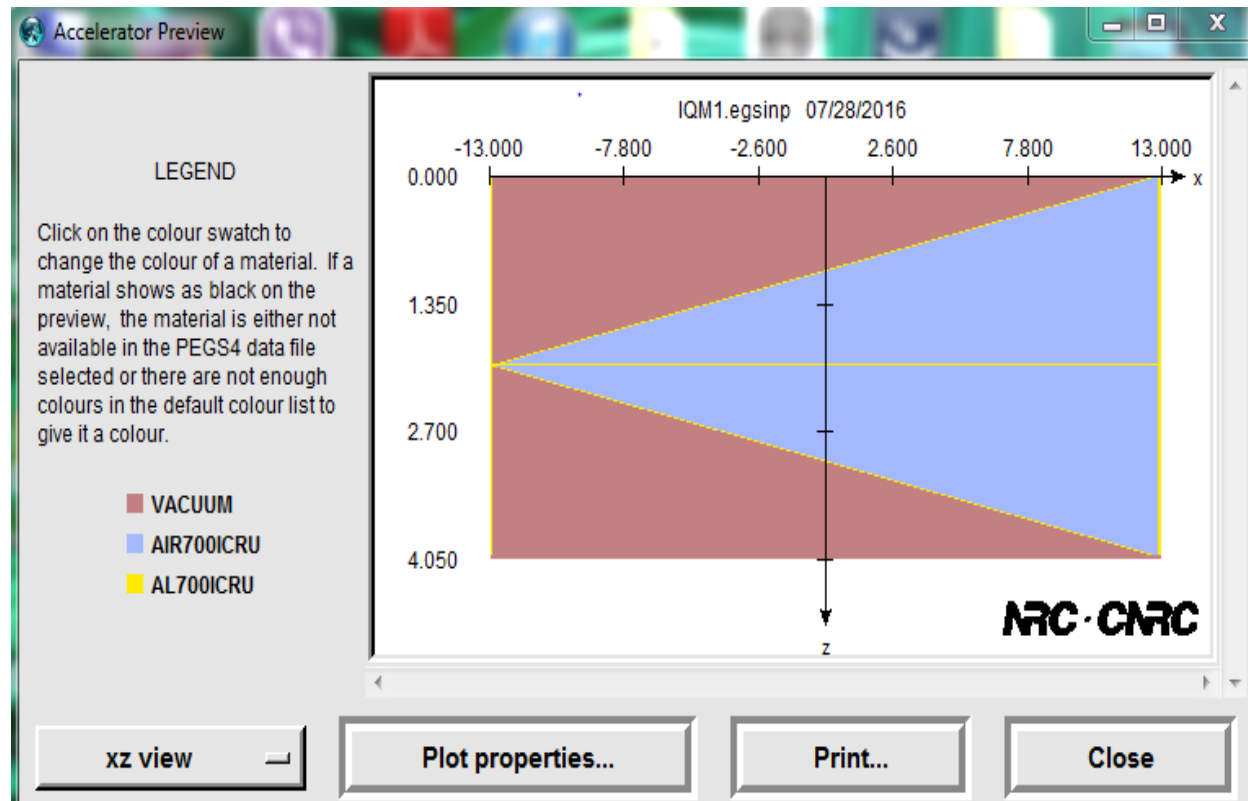 Accelerator Preview
LEGEND
Click on the colour swatch to
change the colour of a material. If a
material shows as black on the
preview, the material is either not
available in the PEGS4 data file
selected or there are not enough
colours in the default colour list to
give it a colour.
VACUUM
AIR700ICRU
AL700ICRU
IQM1.egsinp 07/28/2016
-13.000 -7.800 -2.600 2.600 7.800 13.000
0.000 x
1.350
2.700
4.050
z
NRC·CNRC
xz view
Plot properties...
Print...
Close